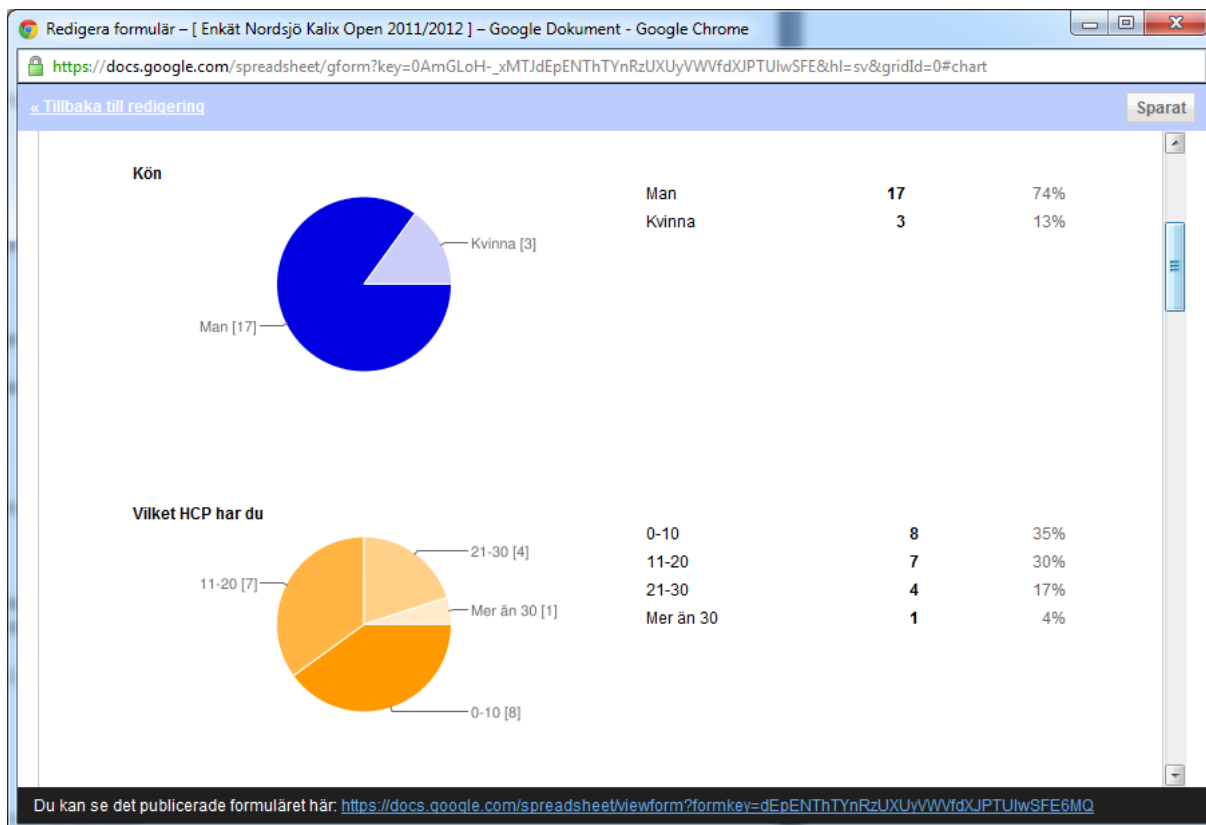 Redigera formulär – [ Enkät Nordsjö Kalix Open 2011/2012 ] – Google Dokument - Google Chrome
https://docs.google.com/spreadsheet/gform?key=0AmGLoH-_xMTJdEpENThTYnRzUXUyVWVfdXJPTUlwSFE&hl=sv&gridId=0#chart
« Tillbaka till redigering
Sparat
Kön
Man 17 74%
Kvinna 3 13%
Kvinna [3]
Man [17]
Vilket HCP har du
0-10 8 35%
11-20 7 30%
21-30 4 17%
Mer än 30 1 4%
21-30 [4]
11-20 [7]
Mer än 30 [1]
0-10 [8]
Du kan se det publicerade formuläret här: https://docs.google.com/spreadsheet/viewform?formkey=dEpENThTYnRzUXUyVWVfdXJPTUlwSFE6MQ